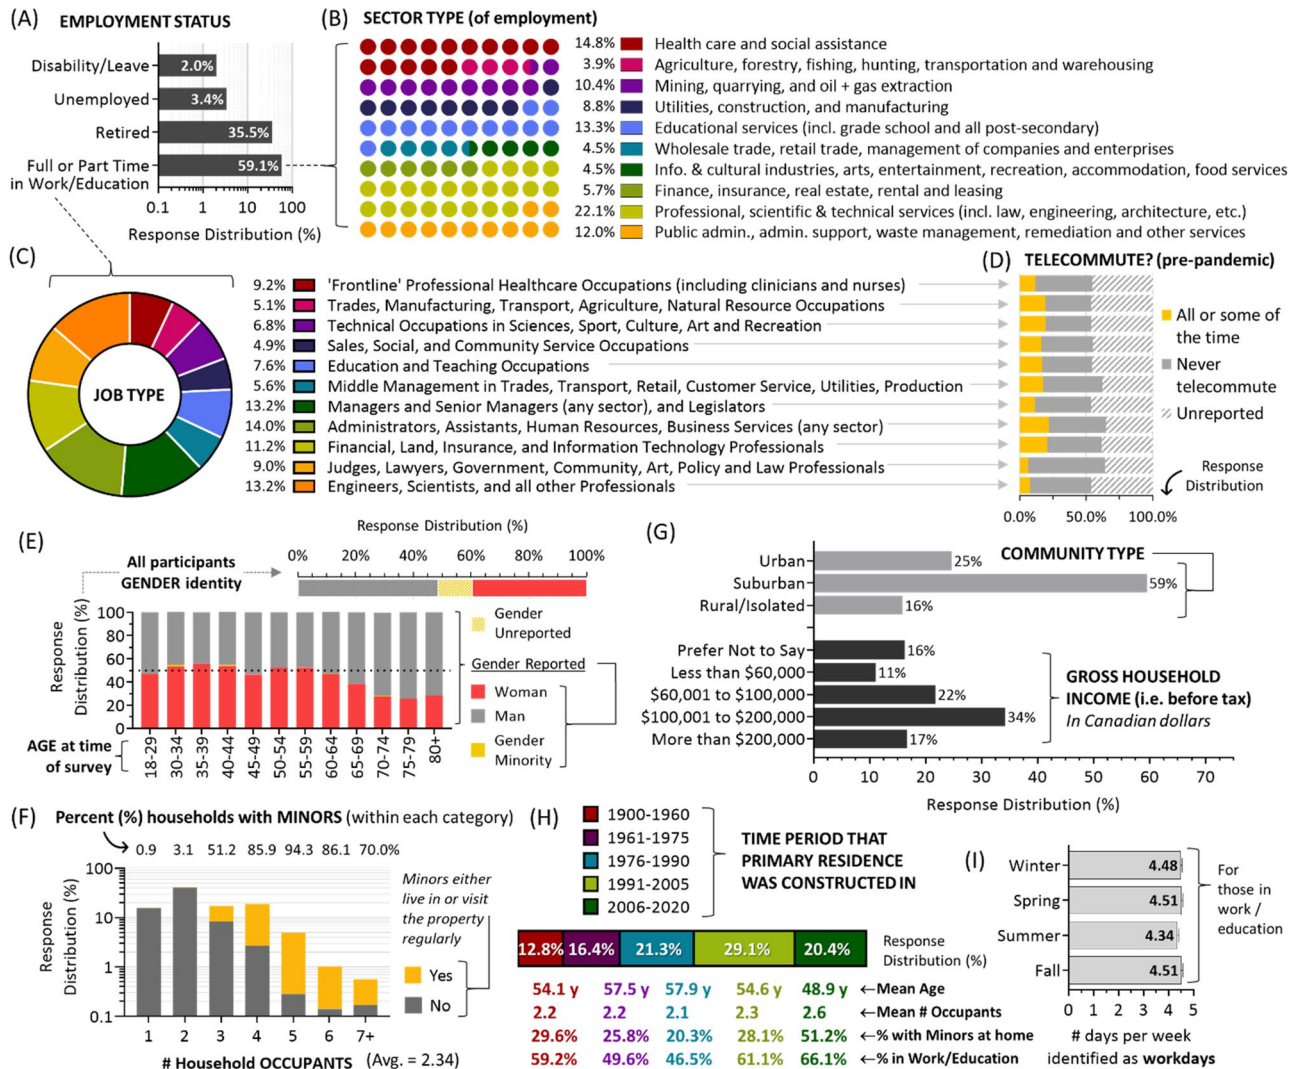 (A) EMPLOYMENT STATUS
Disability/Leave 2.0%
Unemployed 3.4%
Retired 35.5%
Full or Part Time
in Work/Education 59.1%
0.1 1 10 100
Response Distribution (%)
(B) SECTOR TYPE (of employment)
14.8% Health care and social assistance
3.9% Agriculture, forestry, fishing, hunting, transportation and warehousing
10.4% Mining, quarrying, and oil + gas extraction
8.8% Utilities, construction, and manufacturing
13.3% Educational services (incl. grade school and all post-secondary)
4.5% Wholesale trade, retail trade, management of companies and enterprises
4.5% Info. & cultural industries, arts, entertainment, recreation, accommodation, food services
5.7% Finance, insurance, real estate, rental and leasing
22.1% Professional, scientific & technical services (incl. law, engineering, architecture, etc.)
12.0% Public admin., admin. support, waste management, remediation and other services
(C)
JOB TYPE
9.2% 'Frontline' Professional Healthcare Occupations (including clinicians and nurses)
5.1% Trades, Manufacturing, Transport, Agriculture, Natural Resource Occupations
6.8% Technical Occupations in Sciences, Sport, Culture, Art and Recreation
4.9% Sales, Social, and Community Service Occupations
7.6% Education and Teaching Occupations
5.6% Middle Management in Trades, Transport, Retail, Customer Service, Utilities, Production
13.2% Managers and Senior Managers (any sector), and Legislators
14.0% Administrators, Assistants, Human Resources, Business Services (any sector)
11.2% Financial, Land, Insurance, and Information Technology Professionals
9.0% Judges, Lawyers, Government, Community, Art, Policy and Law Professionals
13.2% Engineers, Scientists, and all other Professionals
(D) TELECOMMUTE? (pre-pandemic)
All or some of
the time
Never
telecommute
Unreported
Response
Distribution
0.0% 50.0% 100.0%
(E)
Response Distribution (%)
0% 20% 40% 60% 80% 100%
All participants
GENDER identity
Response
Distribution (%)
100
80
60
40
20
0
18-29 30-34 35-39 40-44 45-49 50-54 55-59 60-64 65-69 70-74 75-79 80+
AGE at time
of survey
Gender
Unreported
Gender Reported
Woman
Man
Gender
Minority
(G)
COMMUNITY TYPE
Urban 25%
Suburban 59%
Rural/Isolated 16%
Prefer Not to Say 16%
Less than $60,000 11%
$60,001 to $100,000 22%
$100,001 to $200,000 34%
More than $200,000 17%
GROSS HOUSEHOLD
INCOME (i.e. before tax)
In Canadian dollars
0 10 20 30 40 50 60 70
Response Distribution (%)
(F) Percent (%) households with MINORS (within each category)
0.9 3.1 51.2 85.9 94.3 86.1 70.0%
Response
Distribution (%)
100
10
1
0.1
1 2 3 4 5 6 7+
# Household OCCUPANTS (Avg. = 2.34)
Minors either
live in or visit
the property
regularly
Yes
No
(H)
1900-1960
1961-1975
1976-1990
1991-2005
2006-2020
TIME PERIOD THAT
PRIMARY RESIDENCE
WAS CONSTRUCTED IN
12.8% 16.4% 21.3% 29.1% 20.4% Response
Distribution (%)
54.1 y 57.5 y 57.9 y 54.6 y 48.9 y ←Mean Age
2.2 2.2 2.1 2.3 2.6 ←Mean # Occupants
29.6% 25.8% 20.3% 28.1% 51.2% ←% with Minors at home
59.2% 49.6% 46.5% 61.1% 66.1% ←% in Work/Education
(I)
Winter 4.48
Spring 4.51
Summer 4.34
Fall 4.51
For
those in
work /
education
0 1 2 3 4 5
# days per week
identified as workdays